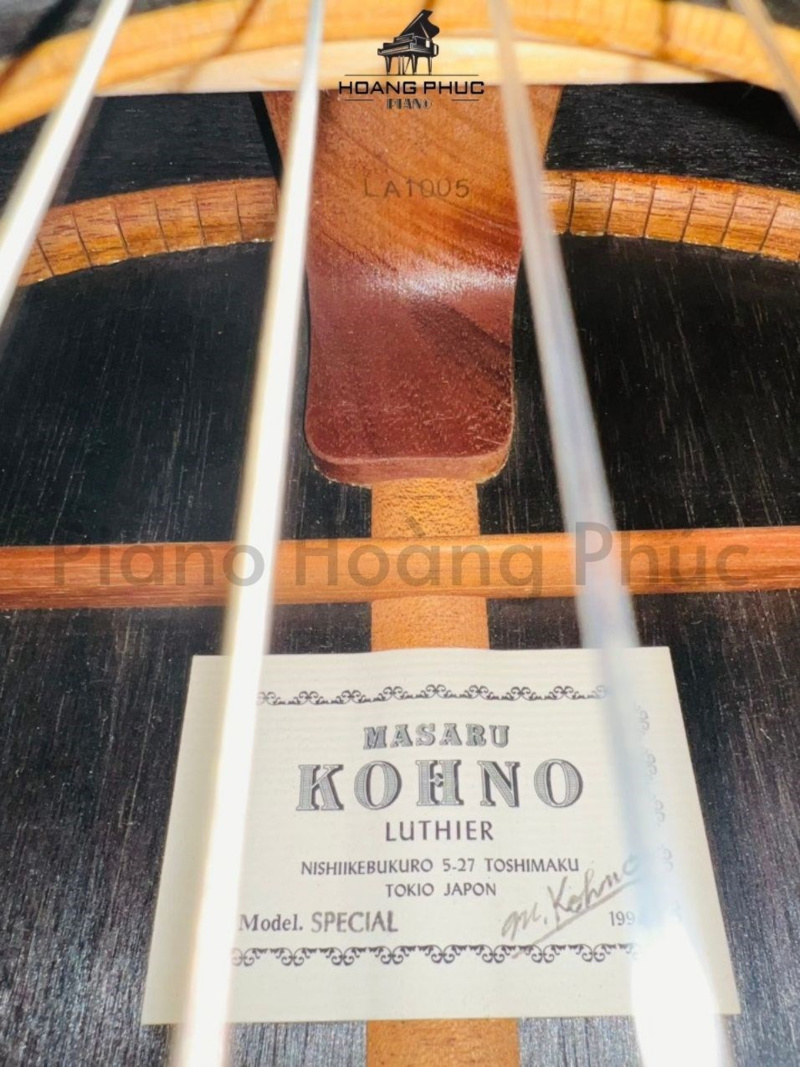 HOANG PHUC
PIANO
LA1005
Piano Hoàng Phúc
MASARU
KOHNO
LUTHIER
NISHIIKEBUKURO 5-27 TOSHIMAKU
TOKIO JAPON
M. Kohno
Model. SPECIAL